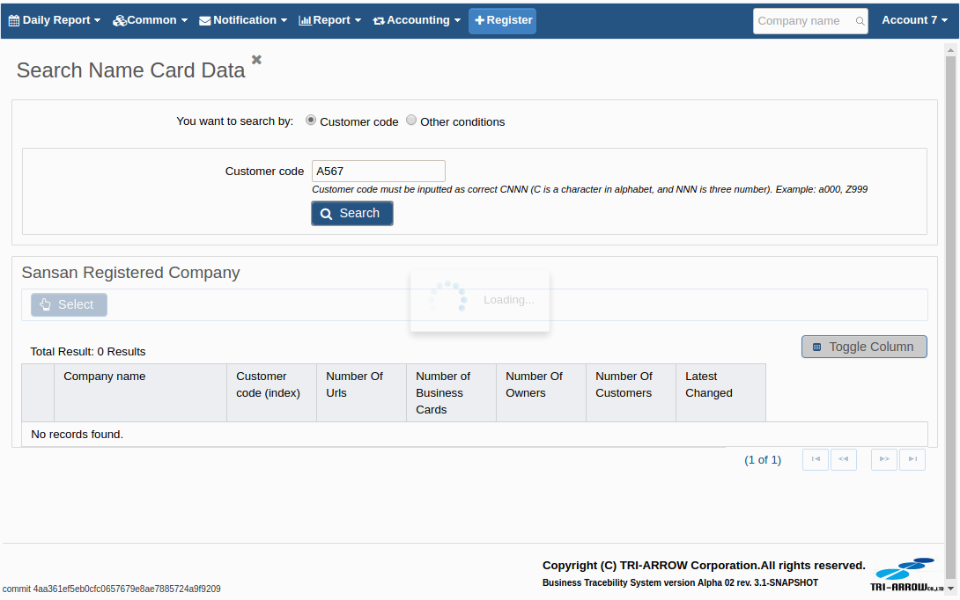 Daily Report Common Notification Report Accounting Register Company name Account 7
Search Name Card Data
You want to search by: Customer code Other conditions
Customer code A567
Customer code must be inputted as correct CNNN (C is a character in alphabet, and NNN is three number). Example: a000, Z999
Search
Sansan Registered Company
Select
Loading...
Total Result: 0 Results
Toggle Column
Company name
Customer code (index)
Number Of Urls
Number of Business Cards
Number Of Owners
Number Of Customers
Latest Changed
No records found.
(1 of 1)
Copyright (C) TRI-ARROW Corporation.All rights reserved.
Business Tracebility System version Alpha 02 rev. 3.1-SNAPSHOT
TRI-ARROW CO.,LTD
commit 4aa361ef5eb0cfc0657679e8ae7885724a9f9209